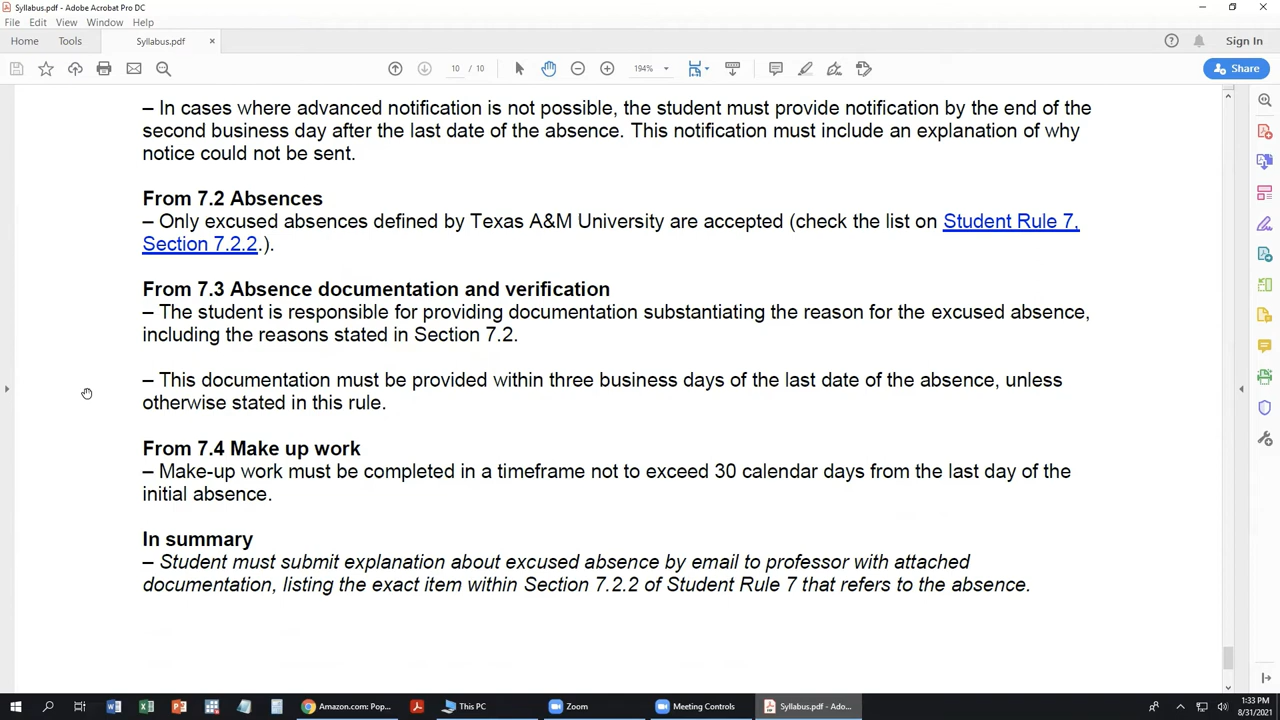 Syllabus.pdf - Adobe Acrobat Pro DC
File Edit View Window Help
Home Tools Syllabus.pdf × Sign In
10 / 10 194% Share
– In cases where advanced notification is not possible, the student must provide notification by the end of the
second business day after the last date of the absence. This notification must include an explanation of why
notice could not be sent.
From 7.2 Absences
– Only excused absences defined by Texas A&M University are accepted (check the list on Student Rule 7,
Section 7.2.2.).
From 7.3 Absence documentation and verification
– The student is responsible for providing documentation substantiating the reason for the excused absence,
including the reasons stated in Section 7.2.
– This documentation must be provided within three business days of the last date of the absence, unless
otherwise stated in this rule.
From 7.4 Make up work
– Make-up work must be completed in a timeframe not to exceed 30 calendar days from the last day of the
initial absence.
In summary
– Student must submit explanation about excused absence by email to professor with attached
documentation, listing the exact item within Section 7.2.2 of Student Rule 7 that refers to the absence.
Amazon.com: Pop... This PC Zoom Meeting Controls Syllabus.pdf - Ado... 1:33 PM
8/31/2021